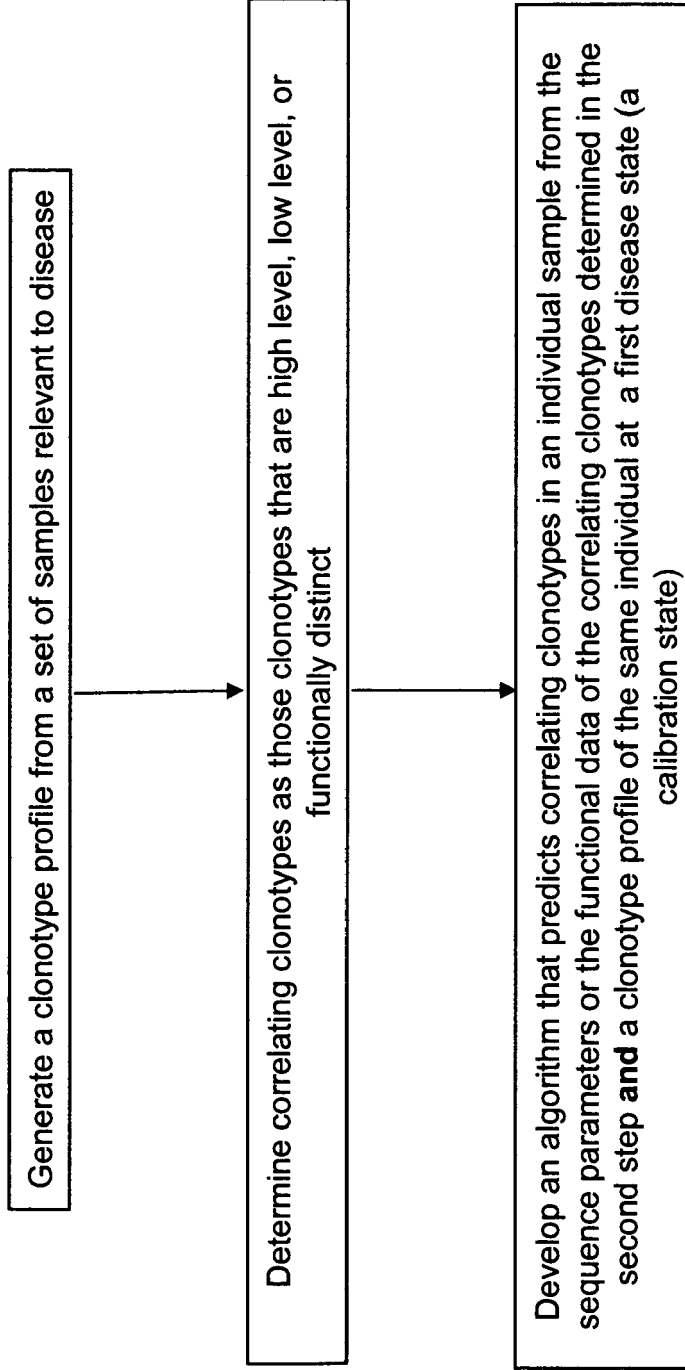 Generate a clonotype profile from a set of samples relevant to disease
Determine correlating clonotypes as those clonotypes that are high level, low level, or
functionally distinct
Develop an algorithm that predicts correlating clonotypes in an individual sample from the
sequence parameters or the functional data of the correlating clonotypes determined in the
second step and a clonotype profile of the same individual at a first disease state (a
calibration state)